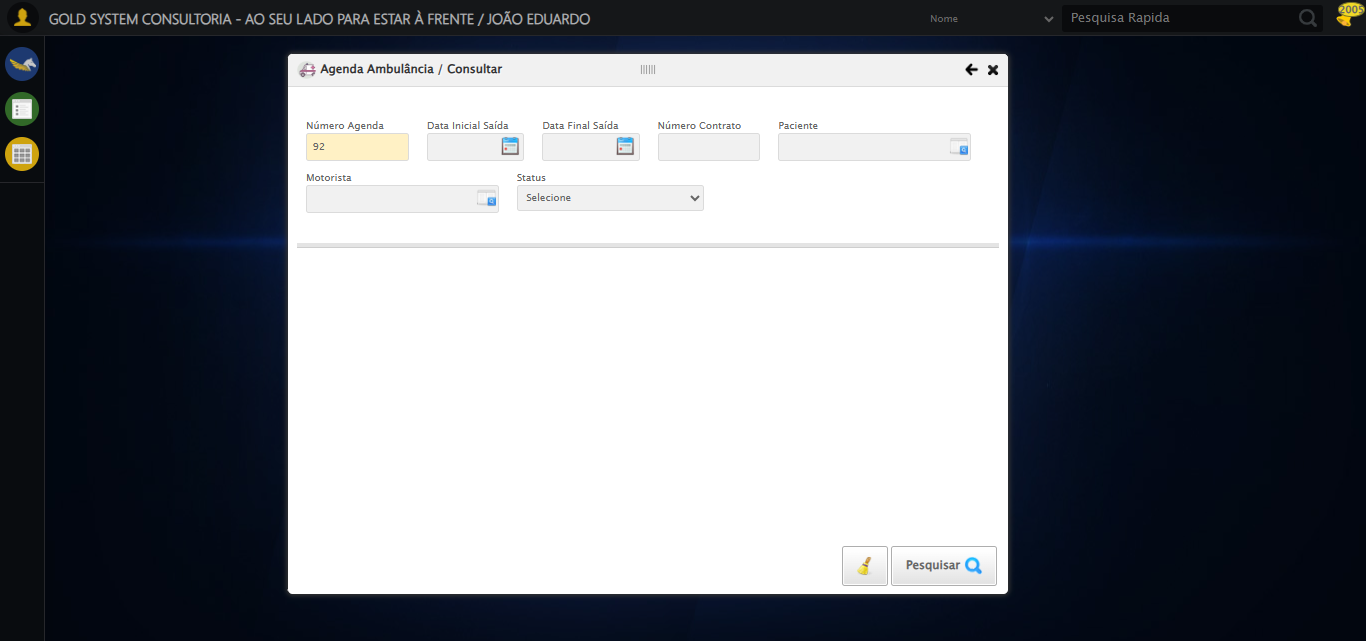 GOLD SYSTEM CONSULTORIA - AO SEU LADO PARA ESTAR À FRENTE / JOÃO EDUARDO
Nome
Pesquisa Rapida
2005
Agenda Ambulância / Consultar
Número Agenda
Data Inicial Saída
Data Final Saída
Número Contrato
Paciente
92
Motorista
Status
Selecione
Pesquisar